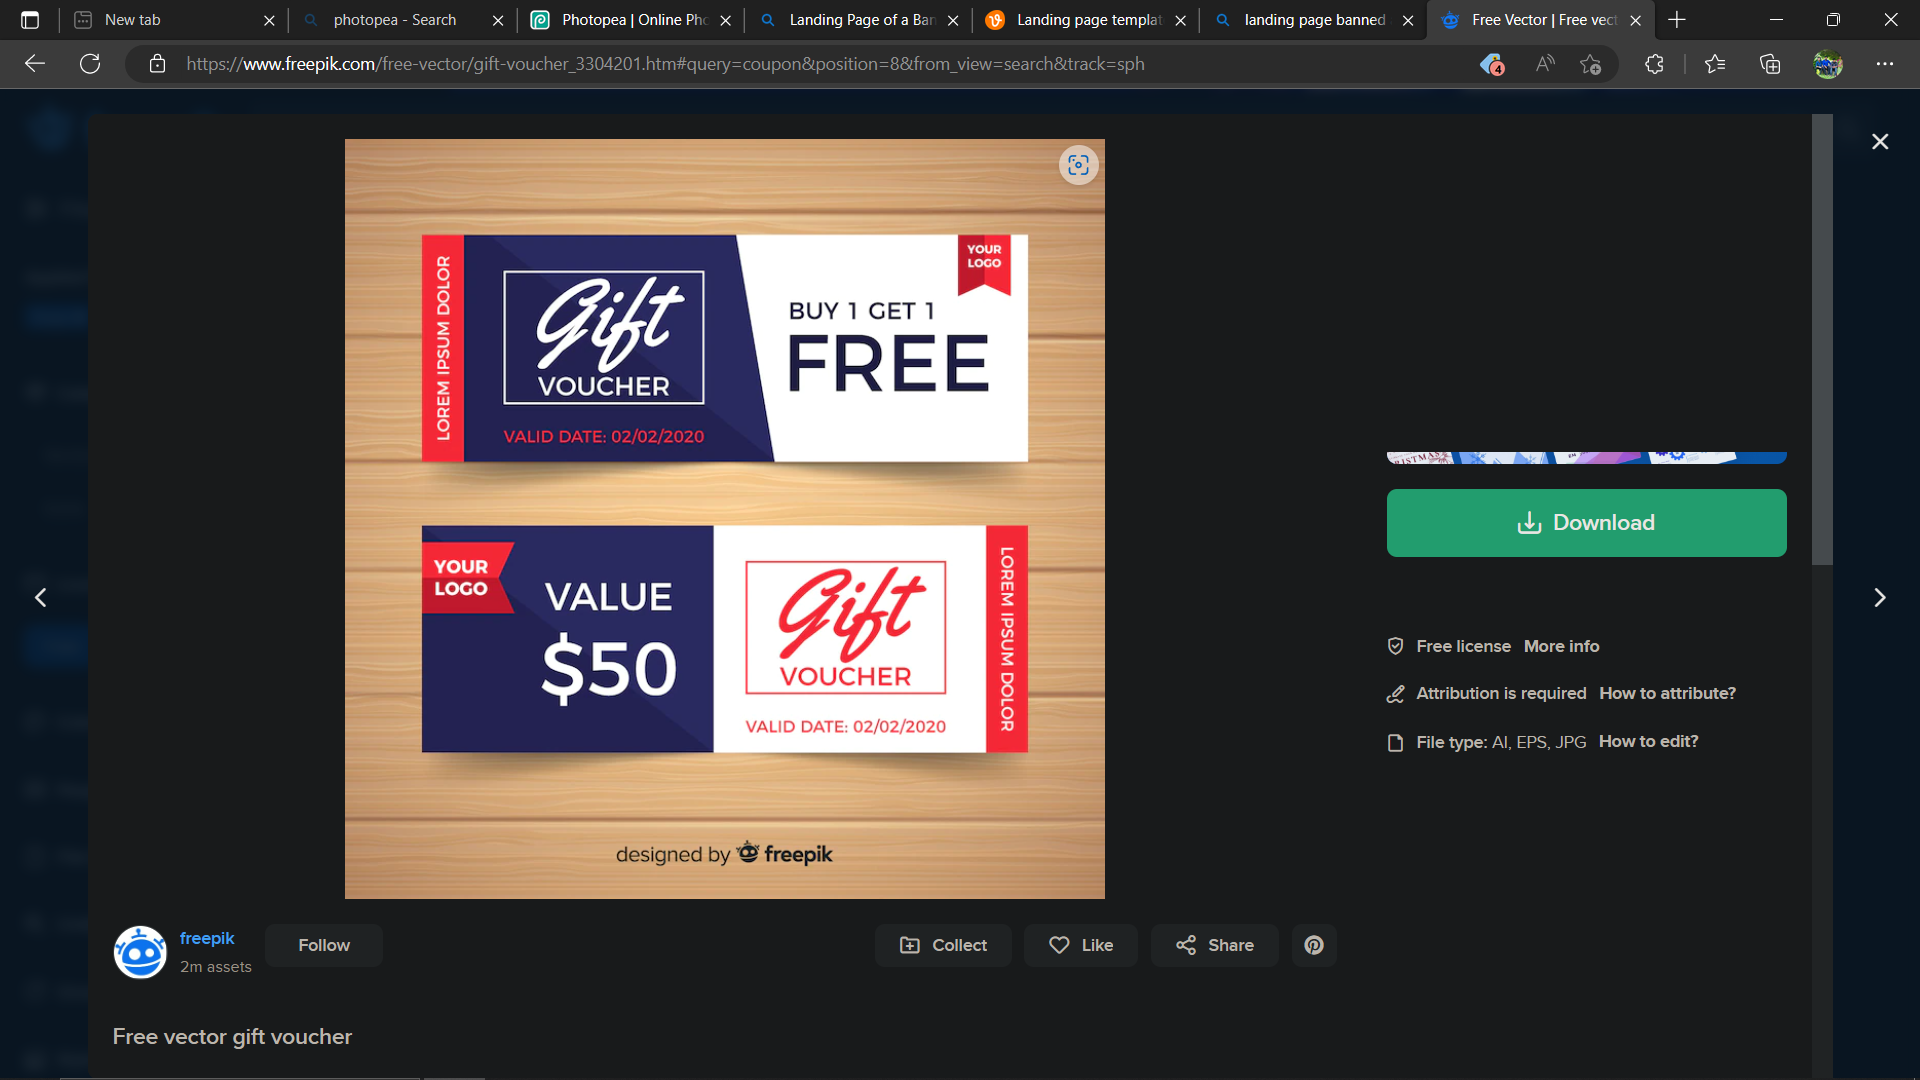 New tab
photopea - Search
Photopea | Online Pho
Landing Page of a Ban
Landing page templat
landing page banned
Free Vector | Free vect
https://www.freepik.com/free-vector/gift-voucher_3304201.htm#query=coupon&position=8&from_view=search&track=sph
4
LOREM IPSUM DOLOR
Gift
VOUCHER
VALID DATE: 02/02/2020
YOUR
LOGO
BUY 1 GET 1
FREE
YOUR
LOGO
VALUE
$50
Gift
VOUCHER
VALID DATE: 02/02/2020
LOREM IPSUM DOLOR
designed by freepik
Download
Free license More info
Attribution is required How to attribute?
File type: AI, EPS, JPG How to edit?
freepik
2m assets
Follow
Collect
Like
Share
Free vector gift voucher